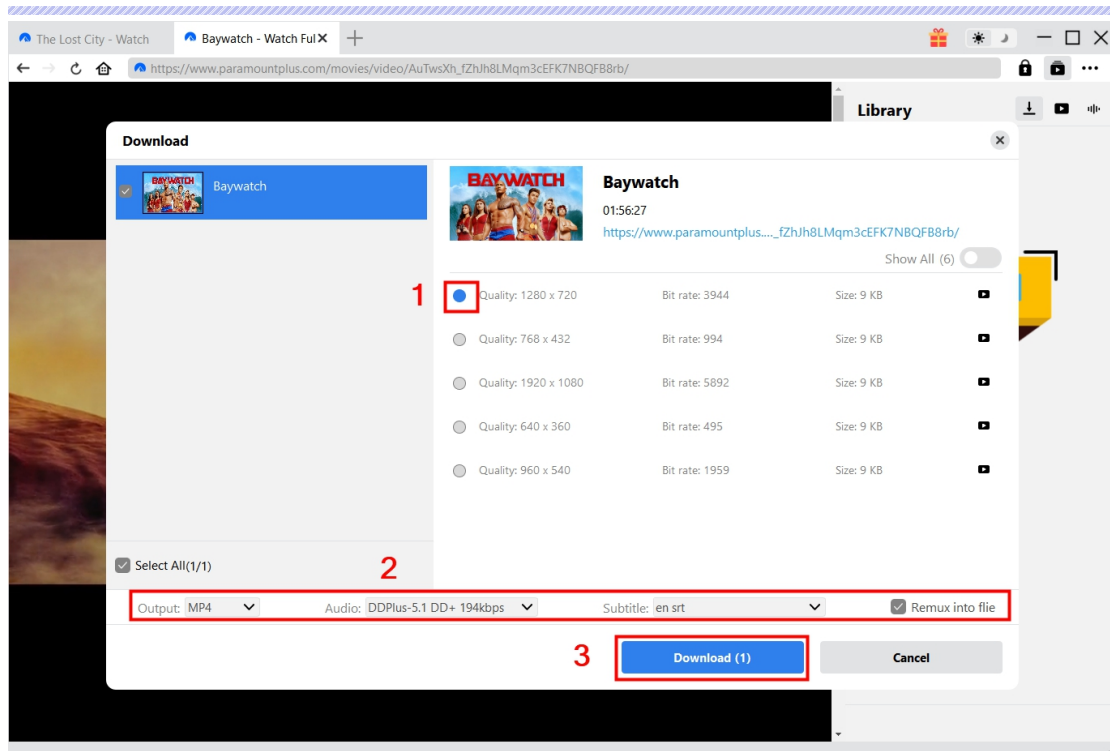 The Lost City - Watch
Baywatch - Watch Ful
https://www.paramountplus.com/movies/video/AuTwsXh_fZhJh8LMqm3cEFK7NBQFB8rb/
Library
Download
Baywatch
BAYWATCH
BAYWATCH
Baywatch
01:56:27
https://www.paramountplus...._fZhJh8LMqm3cEFK7NBQFB8rb/
Show All (6)
1
Quality: 1280 x 720 Bit rate: 3944 Size: 9 KB
Quality: 768 x 432 Bit rate: 994 Size: 9 KB
Quality: 1920 x 1080 Bit rate: 5892 Size: 9 KB
Quality: 640 x 360 Bit rate: 495 Size: 9 KB
Quality: 960 x 540 Bit rate: 1959 Size: 9 KB
Select All(1/1)
2
Output: MP4 Audio: DDPlus-5.1 DD+ 194kbps Subtitle: en srt Remux into flie
3
Download (1) Cancel